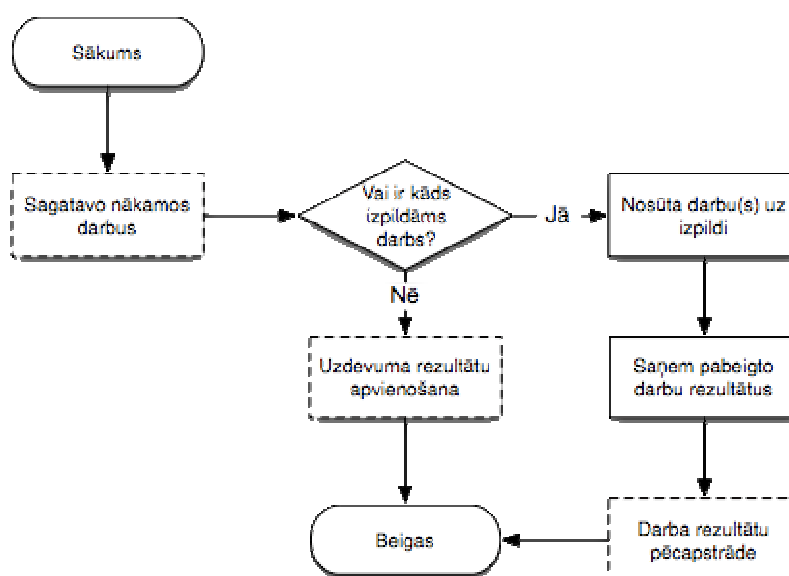 Sākums
Sagatavo nākamos
darbus
Vai ir kāds
izpildāms
darbs?
Jā
Nosūta darbu(s) uz
izpildi
Nē
Uzdevuma rezultātu
apvienošana
Saņem pabeigto
darbu rezultātus
Beigas
Darba rezultātu
pēcapstrāde